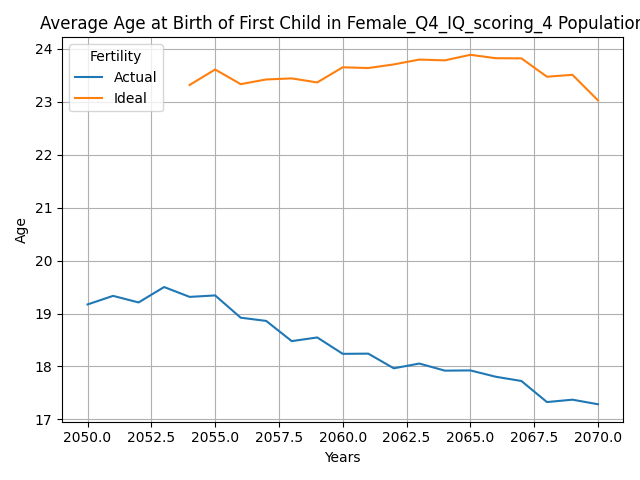 Average Age at Birth of First Child in Female_Q4_IQ_scoring_4 Population
Fertility
Actual
Ideal
24
23
22
21
20
19
18
17
Age
2050.0 2052.5 2055.0 2057.5 2060.0 2062.5 2065.0 2067.5 2070.0
Years